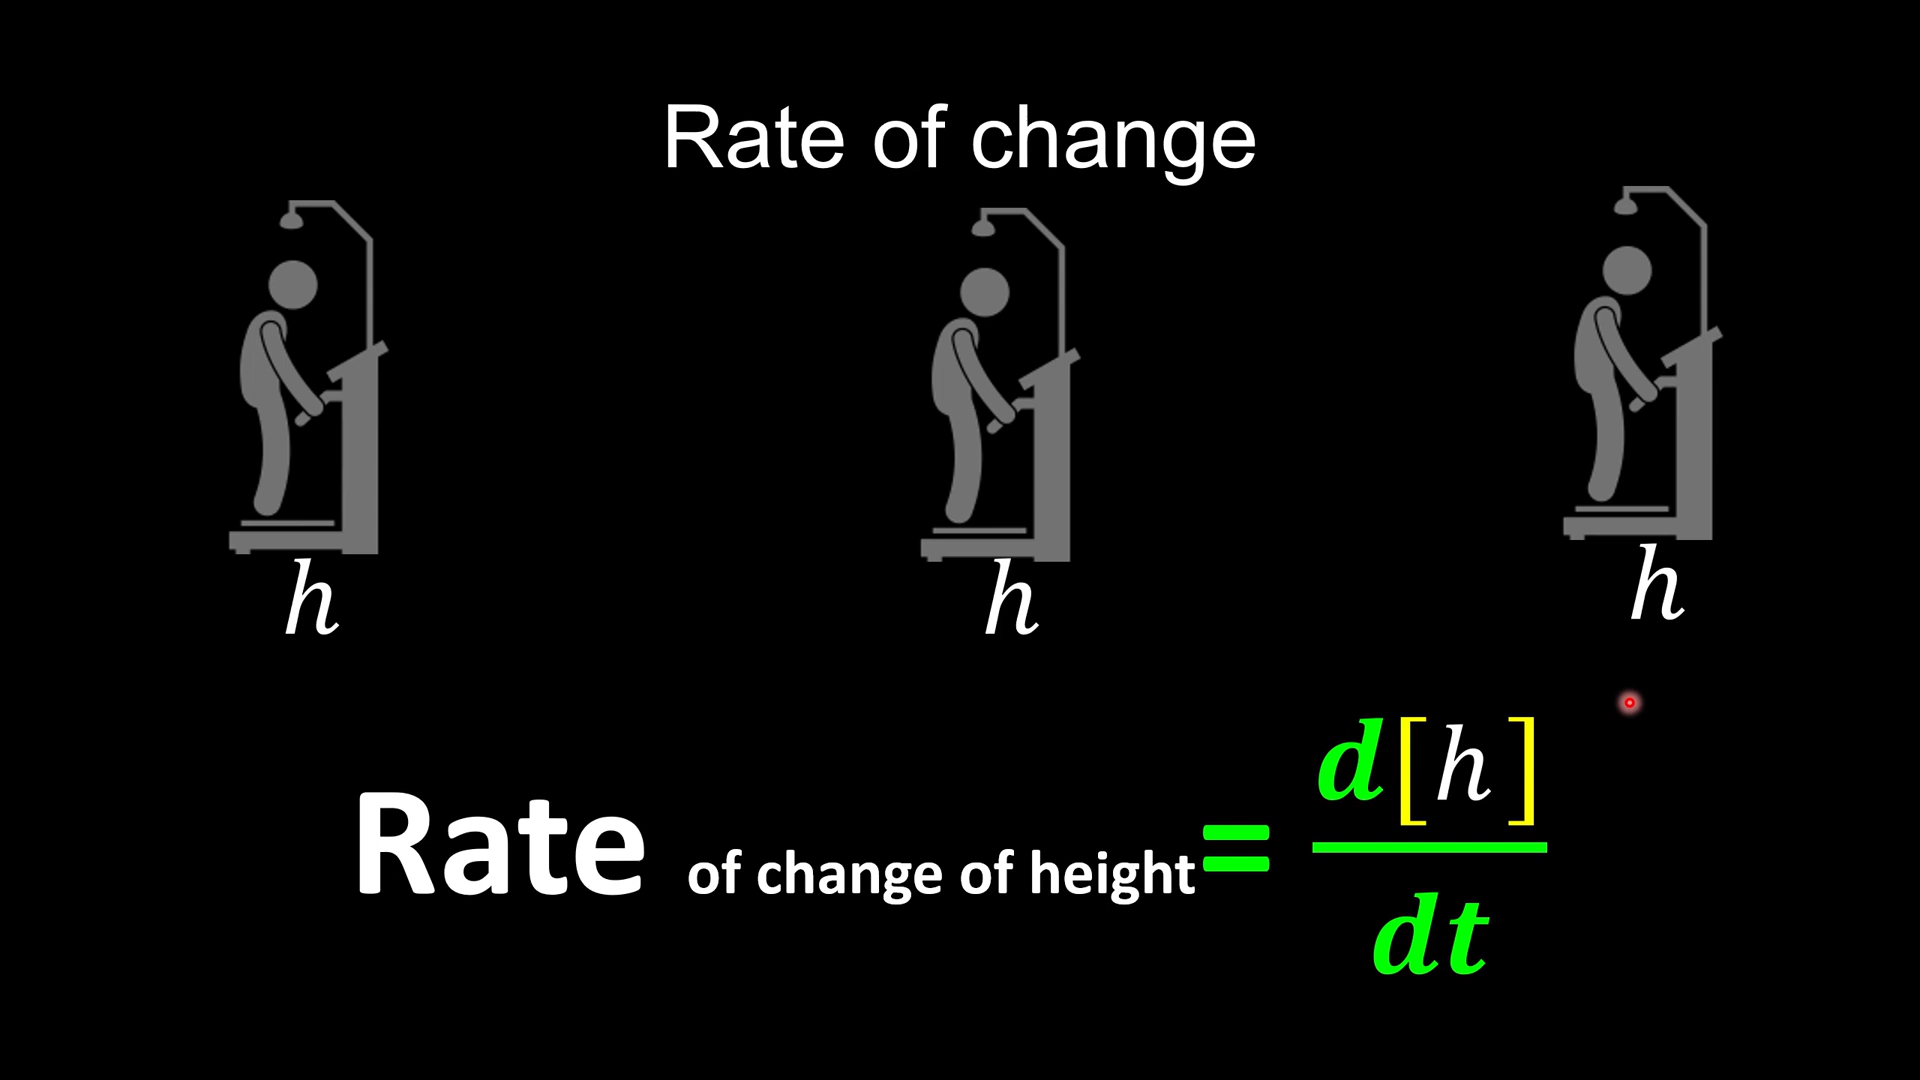 Rate of change
h h h
Rate of change of height = d[h]
dt